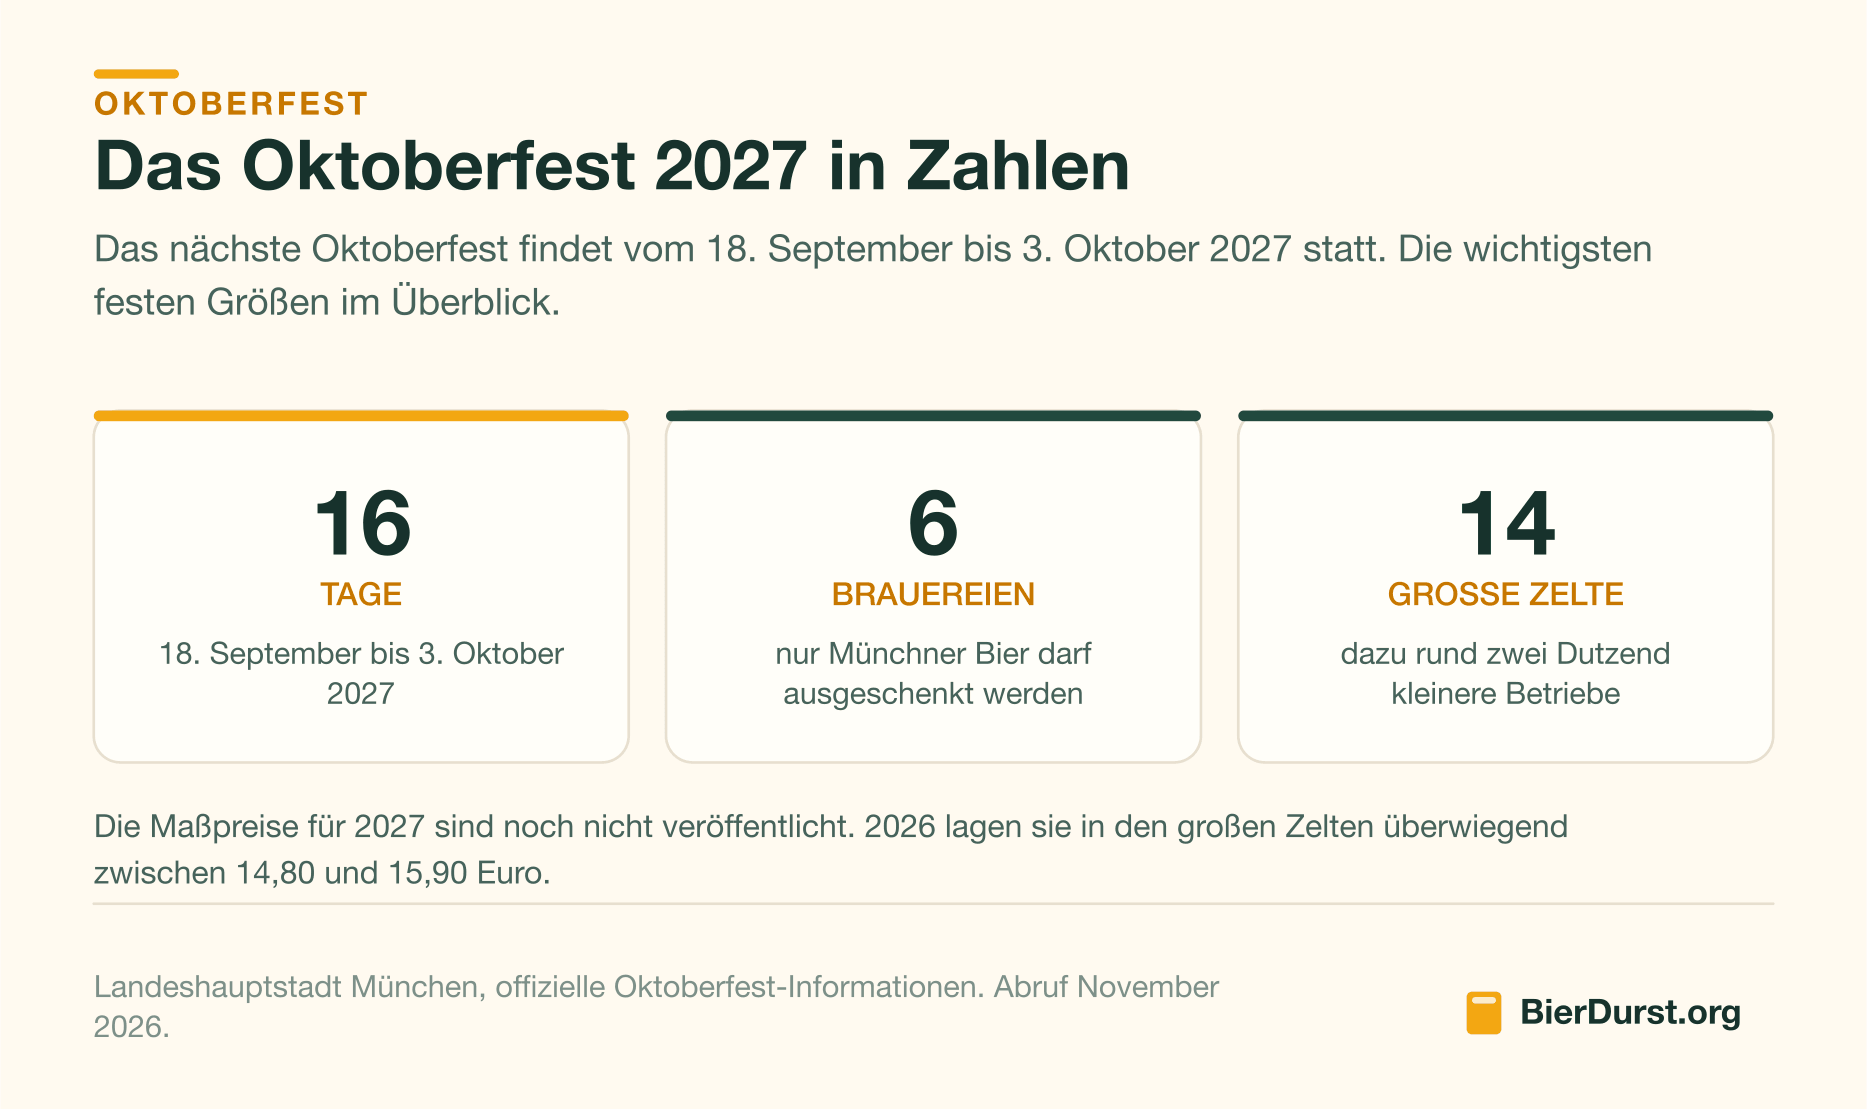 OKTOBERFEST
Das Oktoberfest 2027 in Zahlen
Das nächste Oktoberfest findet vom 18. September bis 3. Oktober 2027 statt. Die wichtigsten
festen Größen im Überblick.
16
TAGE
18. September bis 3. Oktober
2027
6
BRAUEREIEN
nur Münchner Bier darf
ausgeschenkt werden
14
GROSSE ZELTE
dazu rund zwei Dutzend
kleinere Betriebe
Die Maßpreise für 2027 sind noch nicht veröffentlicht. 2026 lagen sie in den großen Zelten überwiegend
zwischen 14,80 und 15,90 Euro.
Landeshauptstadt München, offizielle Oktoberfest-Informationen. Abruf November
2026.
BierDurst.org